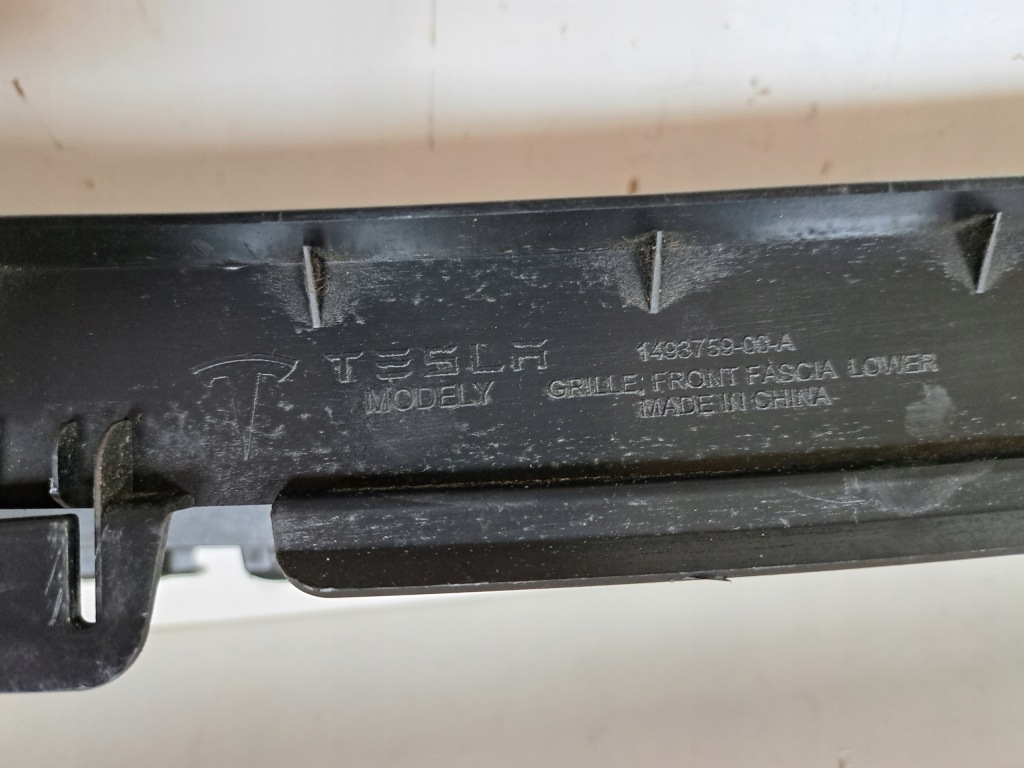 TESLA
MODELY
1493759-00-A
GRILLE, FRONT FASCIA LOWER
MADE IN CHINA